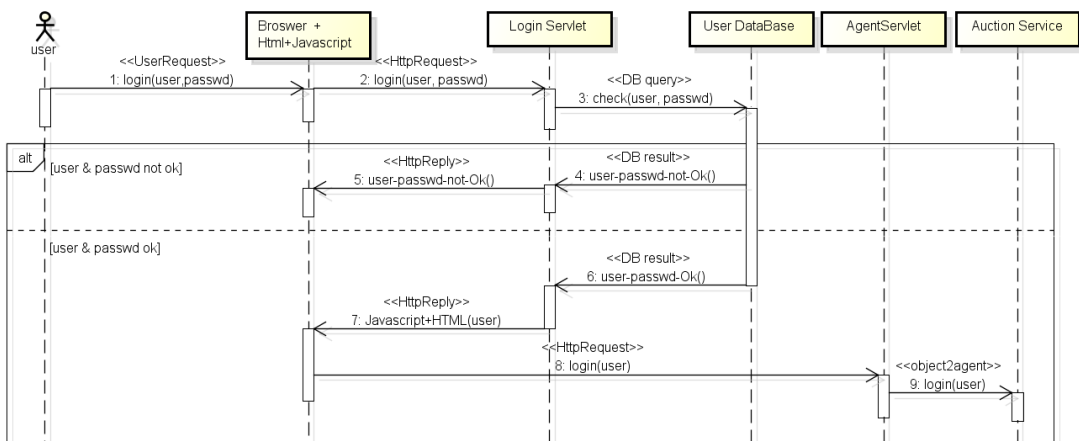 user
Broswer +
Html+Javascript
Login Servlet
User DataBase
AgentServlet
Auction Service
<<UserRequest>>
1: login(user,passwd)
<<HttpRequest>>
2: login(user, passwd)
<<DB query>>
3: check(user, passwd)
alt
[user & passwd not ok]
<<DB result>>
4: user-passwd-not-Ok()
<<HttpReply>>
5: user-passwd-not-Ok()
[user & passwd ok]
<<DB result>>
6: user-passwd-Ok()
<<HttpReply>>
7: Javascript+HTML(user)
<<HttpRequest>>
8: login(user)
<<object2agent>>
9: login(user)